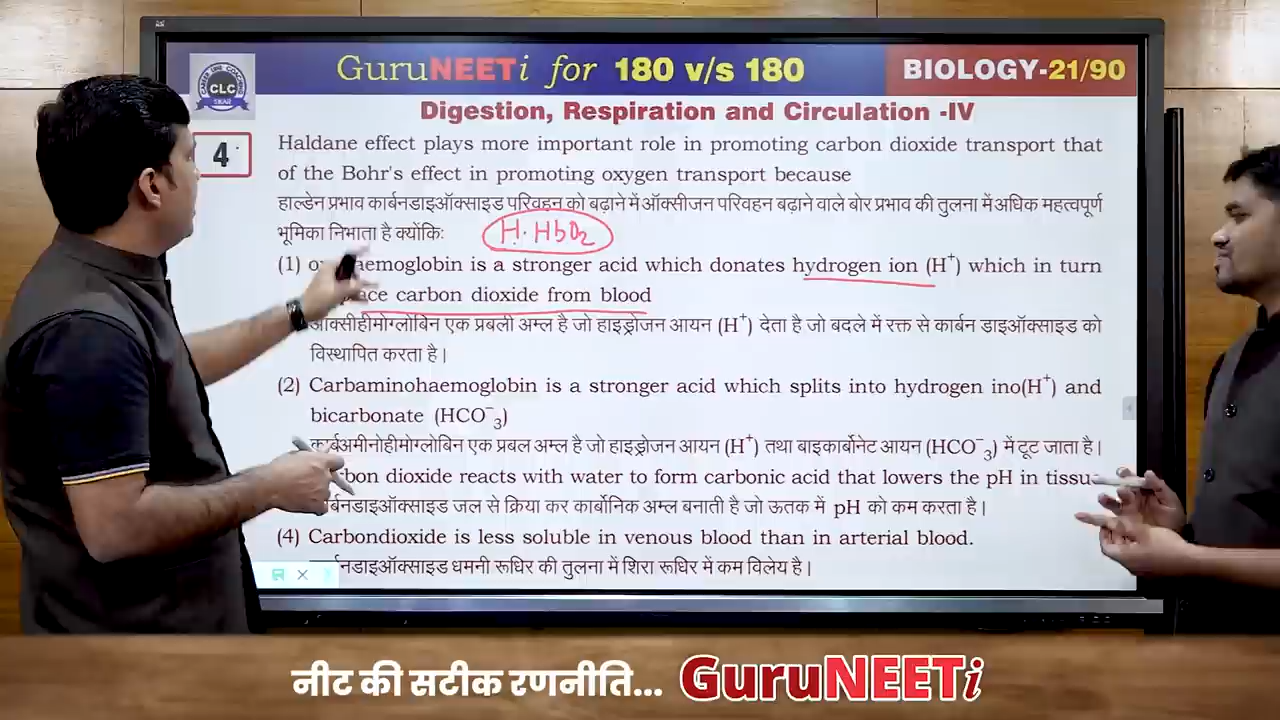 GuruNEETi for 180 v/s 180
BIOLOGY-21/90
CLC
SIKAR
Digestion, Respiration and Circulation -IV
4
Haldane effect plays more important role in promoting carbon dioxide transport that
of the Bohr's effect in promoting oxygen transport because
हाल्डेन प्रभाव कार्बनडाइऑक्साइड परिवहन को बढ़ाने में ऑक्सीजन परिवहन बढ़ाने वाले बोर प्रभाव की तुलना में अधिक महत्वपूर्ण
भूमिका निभाता है क्योंकिः
H·HbO₂
(1) aemoglobin is a stronger acid which donates hydrogen ion (H⁺) which in turn
place carbon dioxide from blood
ऑक्सीहीमोग्लोबिन एक प्रबली अम्ल है जो हाइड्रोजन आयन (H⁺) देता है जो बदले में रक्त से कार्बन डाइऑक्साइड को
विस्थापित करता है।
(2) Carbaminohaemoglobin is a stronger acid which splits into hydrogen ino(H⁺) and
bicarbonate (HCO⁻₃)
कार्बअमीनोहीमोग्लोबिन एक प्रबल अम्ल है जो हाइड्रोजन आयन (H⁺) तथा बाइकार्बोनेट आयन (HCO⁻₃) में टूट जाता है।
bon dioxide reacts with water to form carbonic acid that lowers the pH in tissu
र्बनडाइऑक्साइड जल से क्रिया कर कार्बोनिक अम्ल बनाती है जो ऊतक में pH को कम करता है।
(4) Carbondioxide is less soluble in venous blood than in arterial blood.
र्बनडाइऑक्साइड धमनी रूधिर की तुलना में शिरा रूधिर में कम विलेय है।
नीट की सटीक रणनीति... GuruNEETi